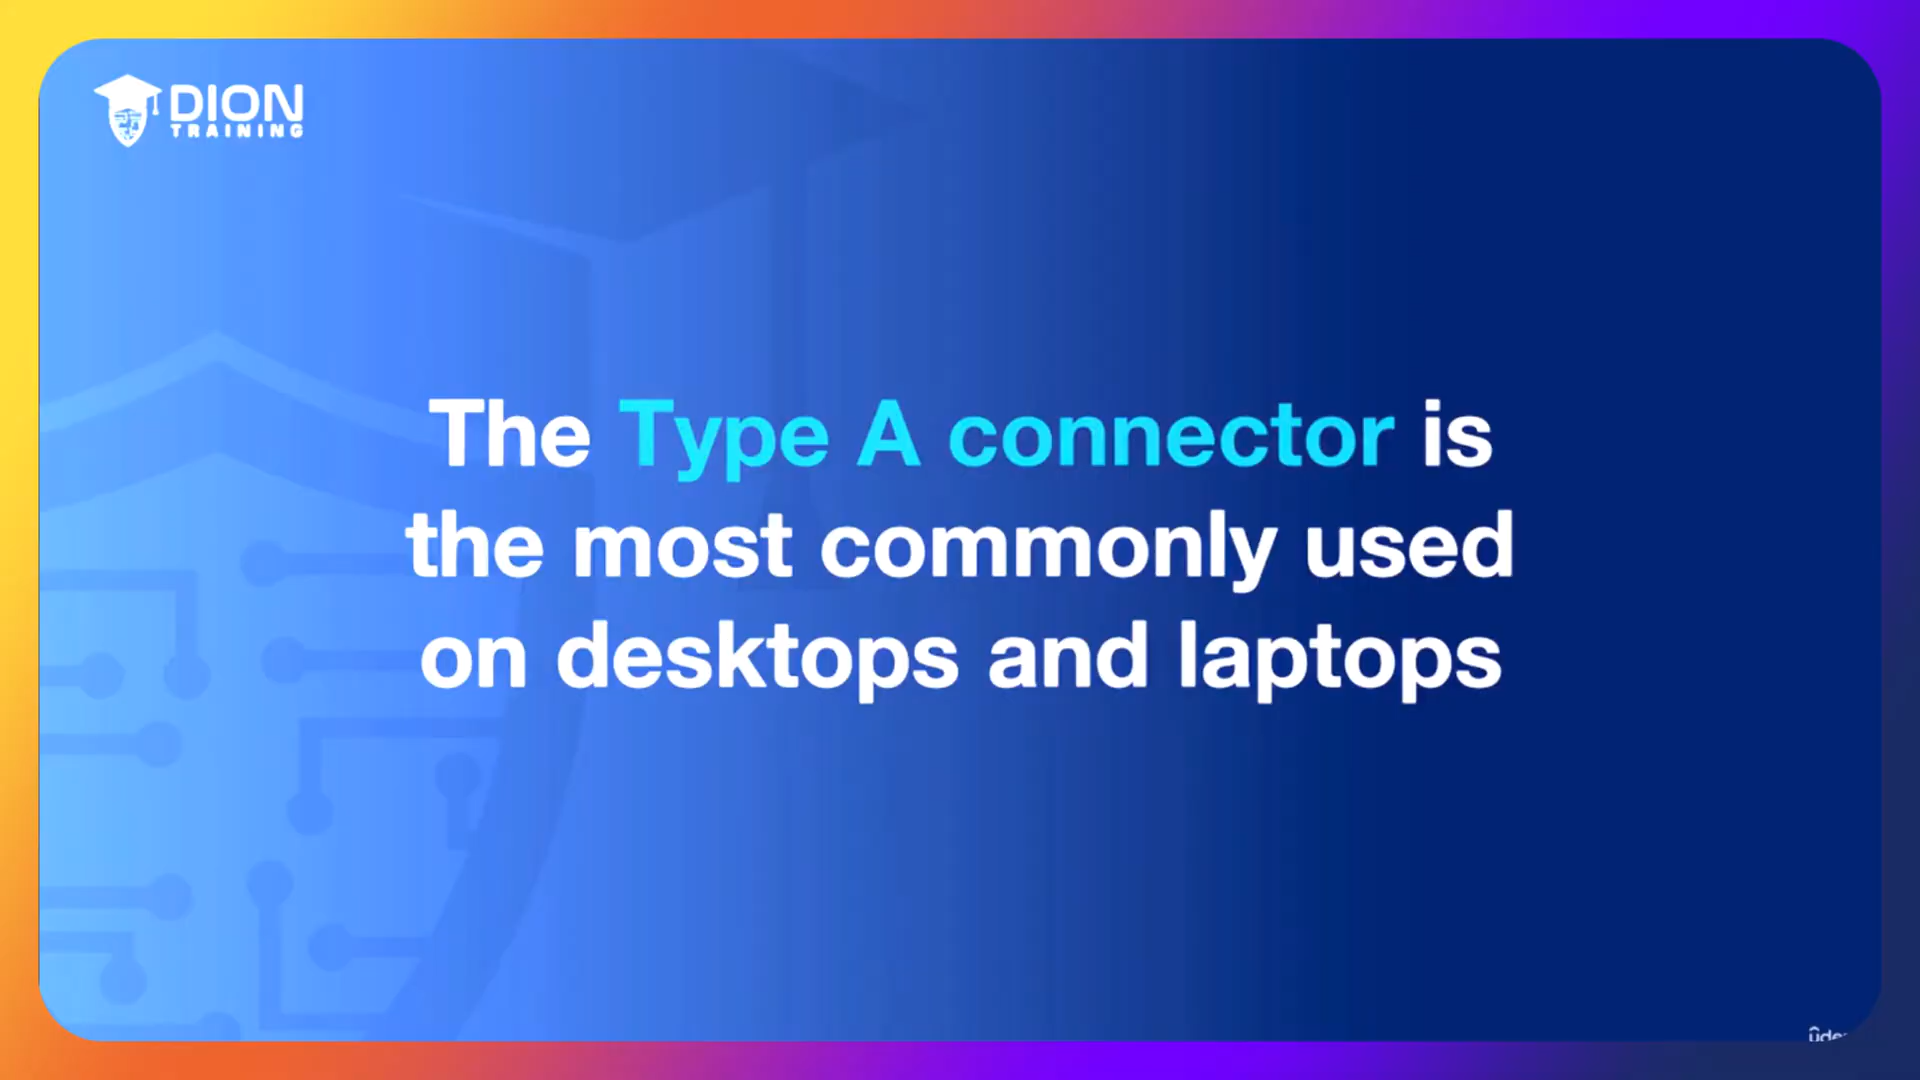 DION
TRAINING
The Type A connector is
the most commonly used
on desktops and laptops